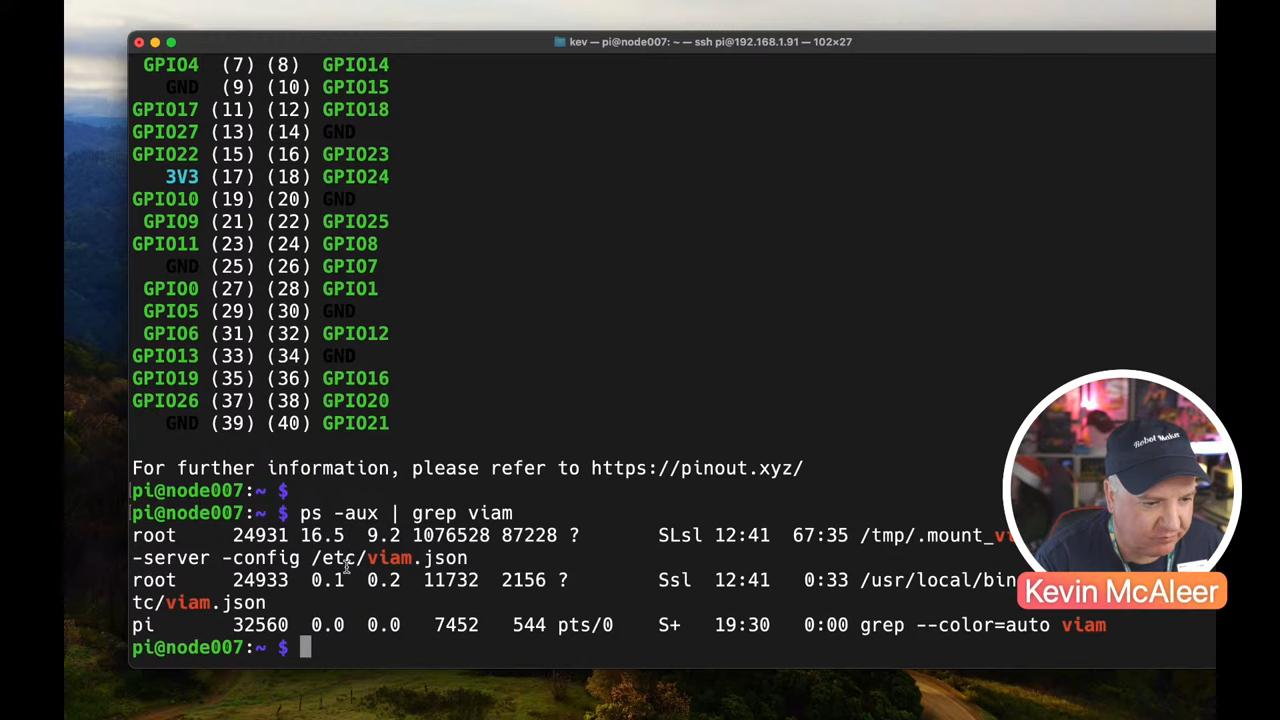 kev — pi@node007: ~ — ssh pi@192.168.1.91 — 102×27
GPIO4 (7) (8) GPIO14
GND (9) (10) GPIO15
GPIO17 (11) (12) GPIO18
GPIO27 (13) (14) GND
GPIO22 (15) (16) GPIO23
3V3 (17) (18) GPIO24
GPIO10 (19) (20) GND
GPIO9 (21) (22) GPIO25
GPIO11 (23) (24) GPIO8
GND (25) (26) GPIO7
GPIO0 (27) (28) GPIO1
GPIO5 (29) (30) GND
GPIO6 (31) (32) GPIO12
GPIO13 (33) (34) GND
GPIO19 (35) (36) GPIO16
GPIO26 (37) (38) GPIO20
GND (39) (40) GPIO21
For further information, please refer to https://pinout.xyz/
pi@node007:~ $
pi@node007:~ $ ps -aux | grep viam
root 24931 16.5 9.2 1076528 87228 ? SLsl 12:41 67:35 /tmp/.mount_vi
-server -config /etc/viam.json
root 24933 0.1 0.2 11732 2156 ? Ssl 12:41 0:33 /usr/local/bin
tc/viam.json
pi 32560 0.0 0.0 7452 544 pts/0 S+ 19:30 0:00 grep --color=auto viam
pi@node007:~ $
Robot Maker
Kevin McAleer